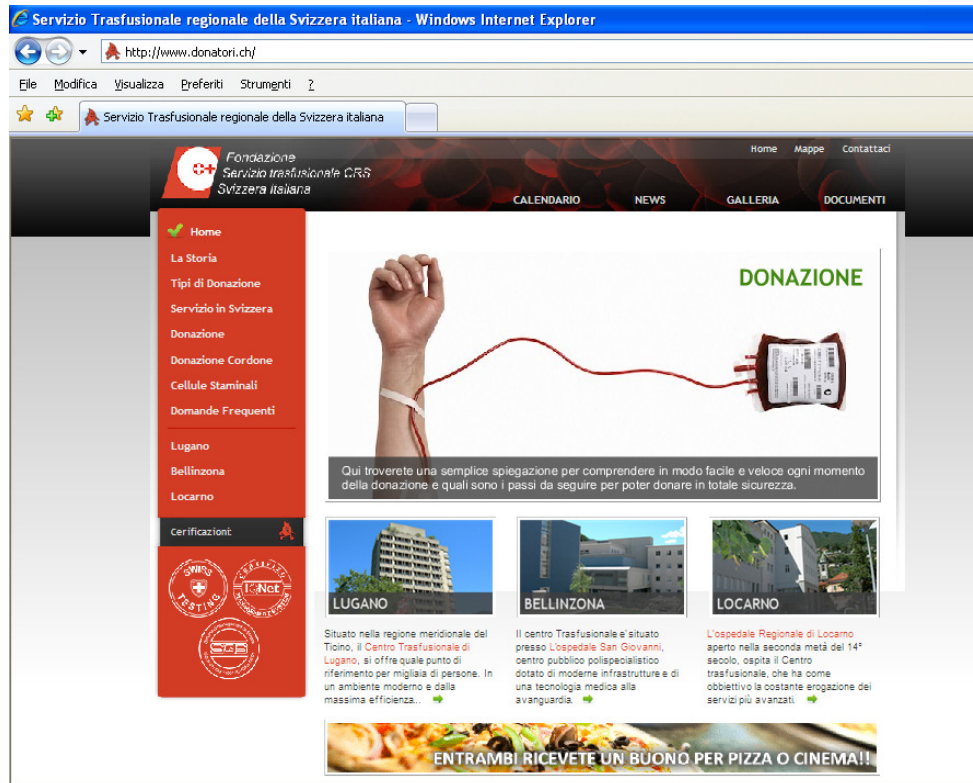 Servizio Trasfusionale regionale della Svizzera italiana - Windows Internet Explorer
http://www.donatori.ch/
File Modifica Visualizza Preferiti Strumenti ?
Servizio Trasfusionale regionale della Svizzera italiana
Home Mappe Contattaci
Fondazione
Servizio trasfusionale CRS
Svizzera italiana
CALENDARIO NEWS GALLERIA DOCUMENTI
Home
La Storia
Tipi di Donazione
Servizio in Svizzera
Donazione
Donazione Cordone
Cellule Staminali
Domande Frequenti
Lugano
Bellinzona
Locarno
Cerificazioni:
SWISS
TESTING
IQNet
SGS
DONAZIONE
Qui troverete una semplice spiegazione per comprendere in modo facile e veloce ogni momento
della donazione e quali sono i passi da seguire per poter donare in totale sicurezza.
LUGANO
Situato nella regione meridionale del
Ticino, il Centro Trasfusionale di
Lugano, si offre quale punto di
riferimento per migliaia di persone. In
un ambiente moderno e dalla
massima efficienza..
BELLINZONA
Il centro Trasfusionale e' situato
presso L'ospedale San Giovanni,
centro pubblico polispecialistico
dotato di moderne infrastrutture e di
una tecnologia medica alla
avanguardia.
LOCARNO
L'ospedale Regionale di Locarno
aperto nella seconda metà del 14°
secolo, ospita il Centro
trasfusionale, che ha come
obbiettivo la costante erogazione dei
servizi più avanzati.
ENTRAMBI RICEVETE UN BUONO PER PIZZA O CINEMA!!